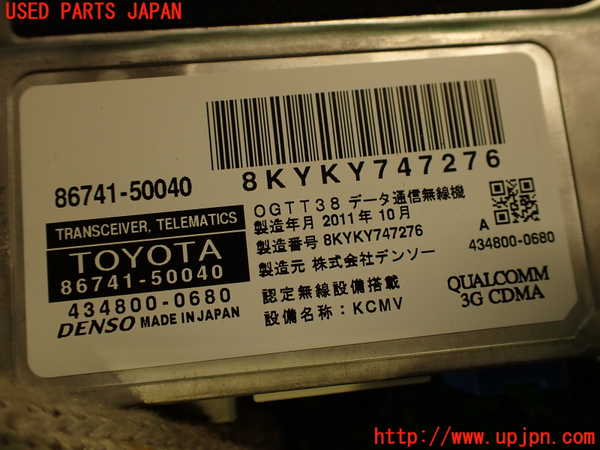 USED PARTS JAPAN
86741-50040
8KYKY747276
TRANSCEIVER, TELEMATICS
TOYOTA
86741-50040
434800-0680
DENSO MADE IN JAPAN
OGTT38 データ通信無線機
製造年月 2011年 10月
製造番号 8KYKY747276
製造元 株式会社デンソー
認定無線設備搭載
設備名称：KCMV
A
434800-0680
QUALCOMM
3G CDMA
http://www.upjpn.com/